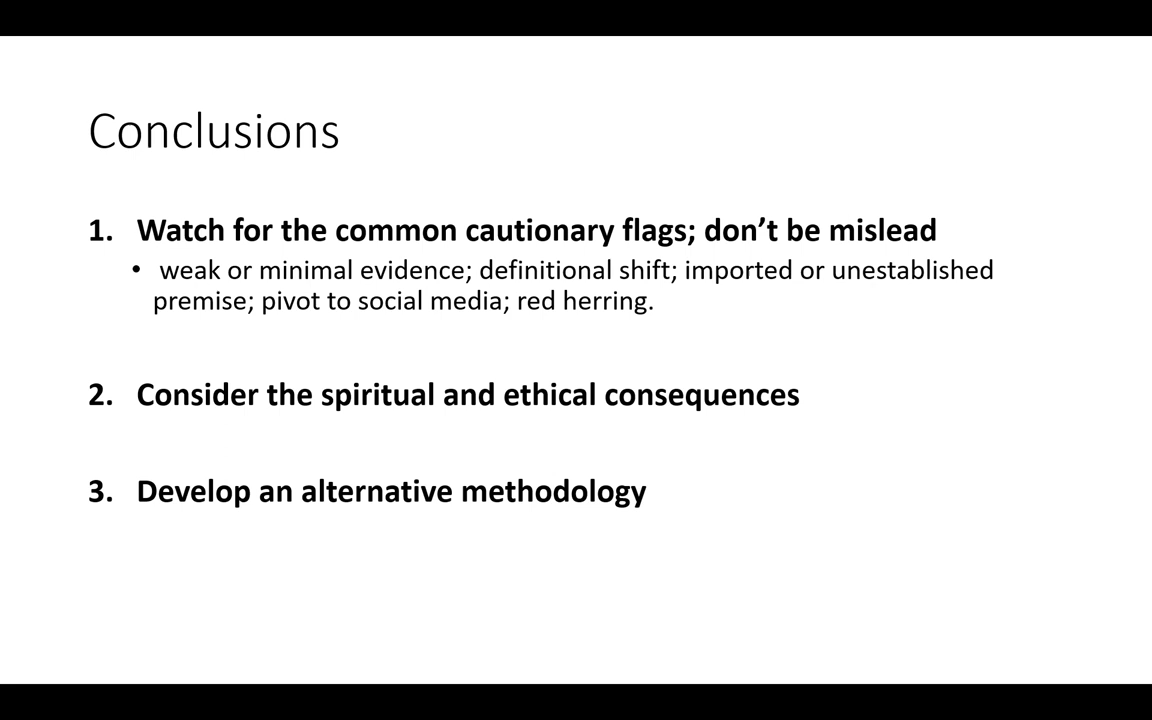 Conclusions
1. Watch for the common cautionary flags; don’t be mislead
• weak or minimal evidence; definitional shift; imported or unestablished
premise; pivot to social media; red herring.
2. Consider the spiritual and ethical consequences
3. Develop an alternative methodology